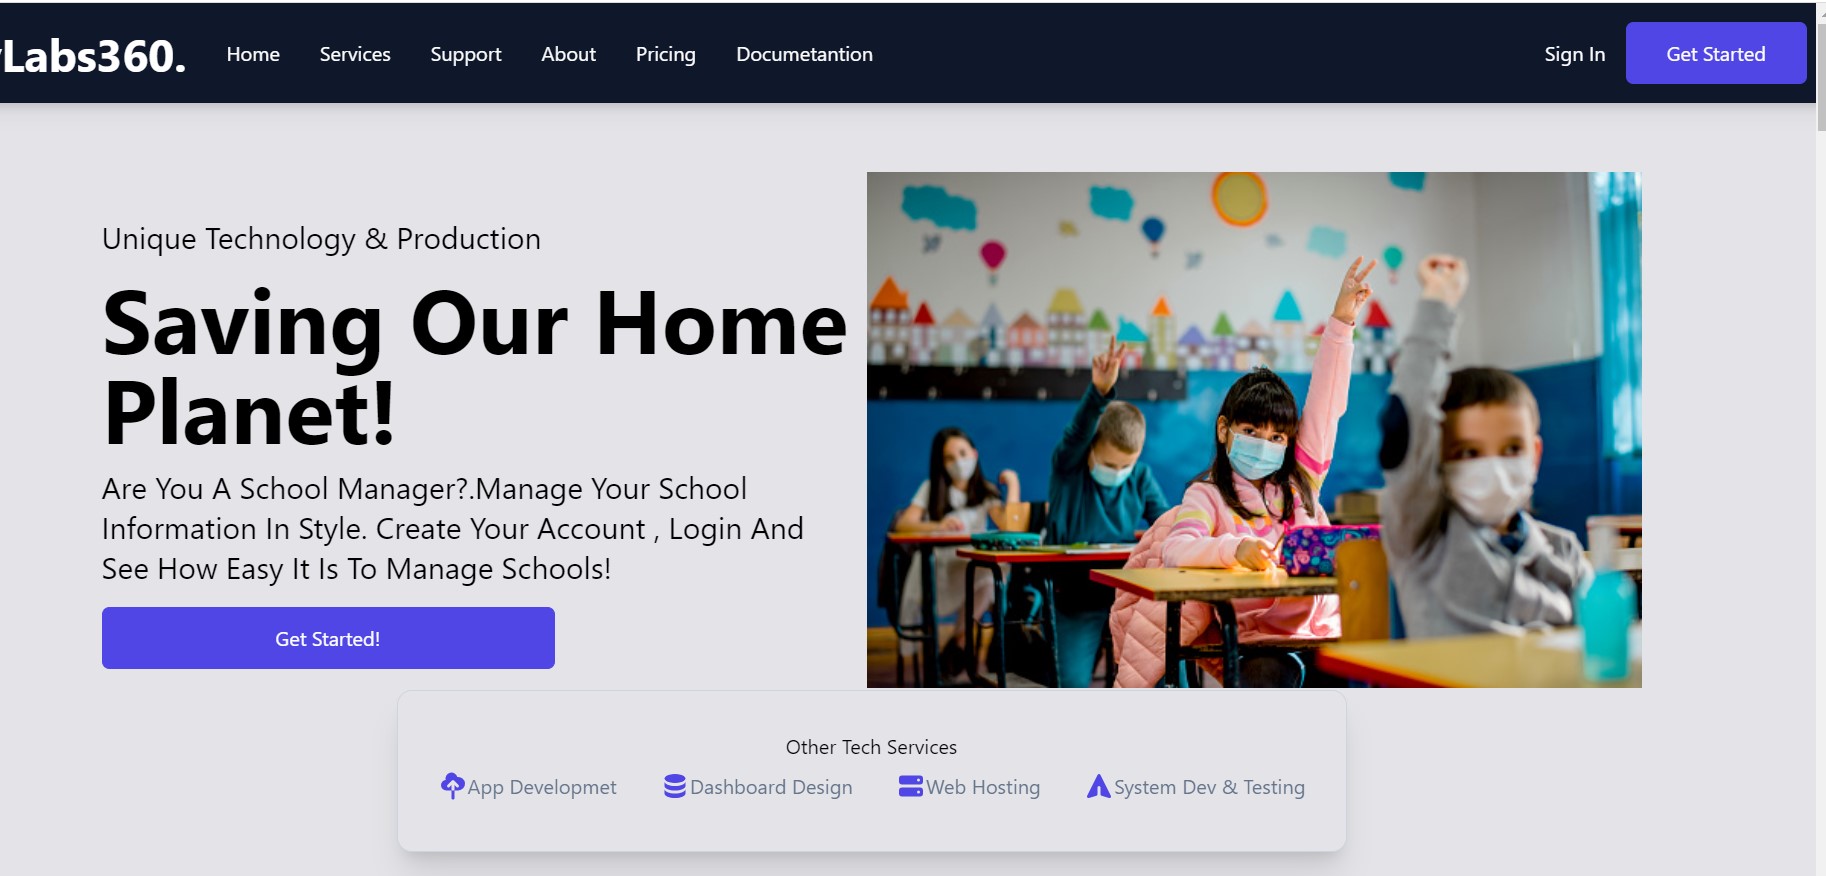 Labs360.
Home Services Support About Pricing Documetantion
Sign In Get Started
Unique Technology & Production
Saving Our Home
Planet!
Are You A School Manager?.Manage Your School
Information In Style. Create Your Account , Login And
See How Easy It Is To Manage Schools!
Get Started!
Other Tech Services
App Developmet Dashboard Design Web Hosting System Dev & Testing